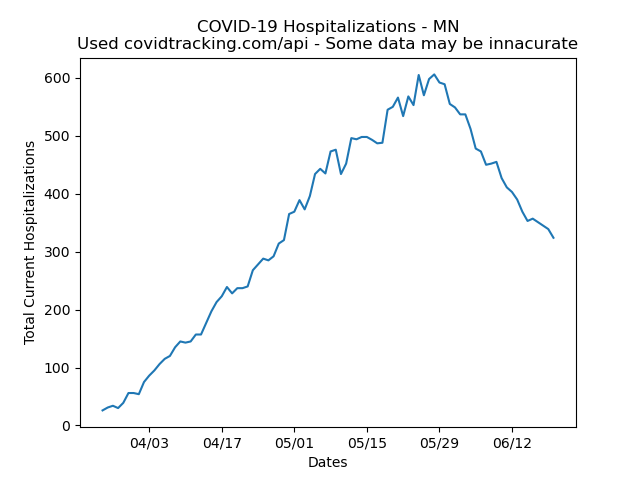 COVID-19 Hospitalizations - MN
Used covidtracking.com/api - Some data may be innacurate
Total Current Hospitalizations
600
500
400
300
200
100
0
04/03 04/17 05/01 05/15 05/29 06/12
Dates